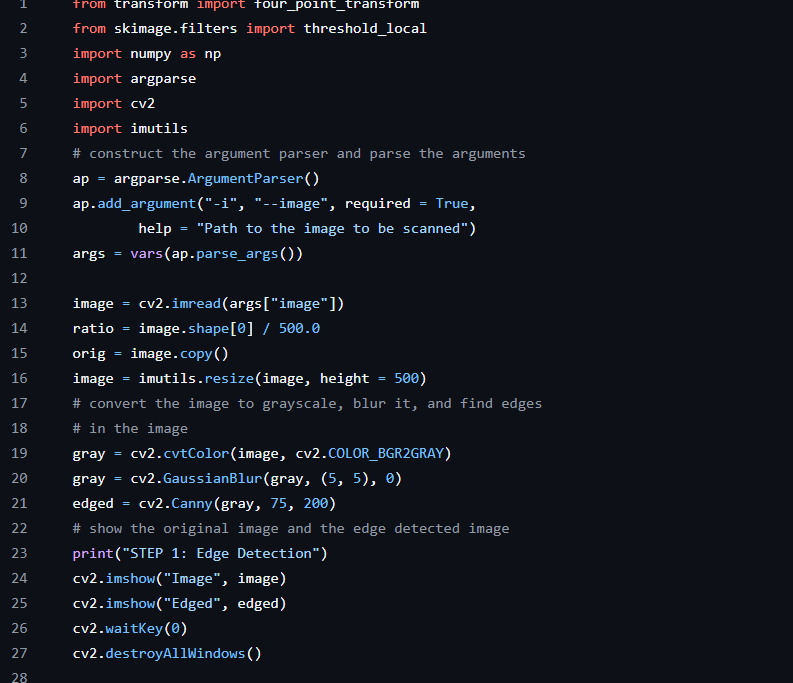 1 from transform import four_point_transform
2 from skimage.filters import threshold_local
3 import numpy as np
4 import argparse
5 import cv2
6 import imutils
7 # construct the argument parser and parse the arguments
8 ap = argparse.ArgumentParser()
9 ap.add_argument("-i", "--image", required = True,
10         help = "Path to the image to be scanned")
11 args = vars(ap.parse_args())
12
13 image = cv2.imread(args["image"])
14 ratio = image.shape[0] / 500.0
15 orig = image.copy()
16 image = imutils.resize(image, height = 500)
17 # convert the image to grayscale, blur it, and find edges
18 # in the image
19 gray = cv2.cvtColor(image, cv2.COLOR_BGR2GRAY)
20 gray = cv2.GaussianBlur(gray, (5, 5), 0)
21 edged = cv2.Canny(gray, 75, 200)
22 # show the original image and the edge detected image
23 print("STEP 1: Edge Detection")
24 cv2.imshow("Image", image)
25 cv2.imshow("Edged", edged)
26 cv2.waitKey(0)
27 cv2.destroyAllWindows()
28